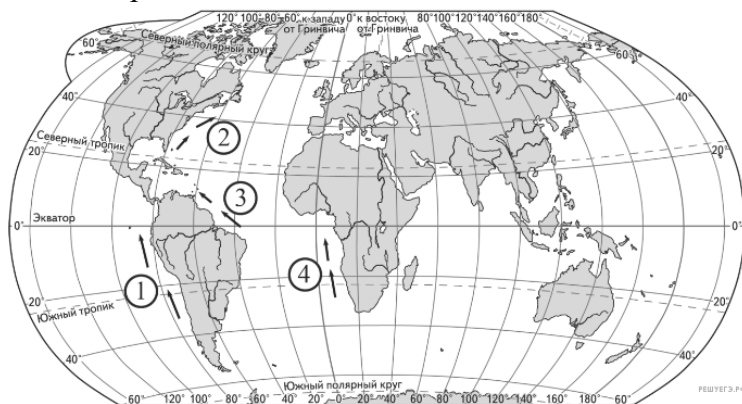 120° 100° 80° 60° к западу 0° к востоку 80° 100° 120° 140° 160° 180°
от Гринвича от Гринвича
Северный полярный круг
60° 60°
40° 40°
Северный тропик
20° 20°
Экватор
0° 0°
20° 20°
Южный тропик
40° 40°
Южный полярный круг
60° 120° 100° 80° 60° 40° 20° 0° 20° 40° 60° 80° 100° 120° 140° 160° 180° 60°
1
2
3
4
РЕШУЕГЭ.РФ